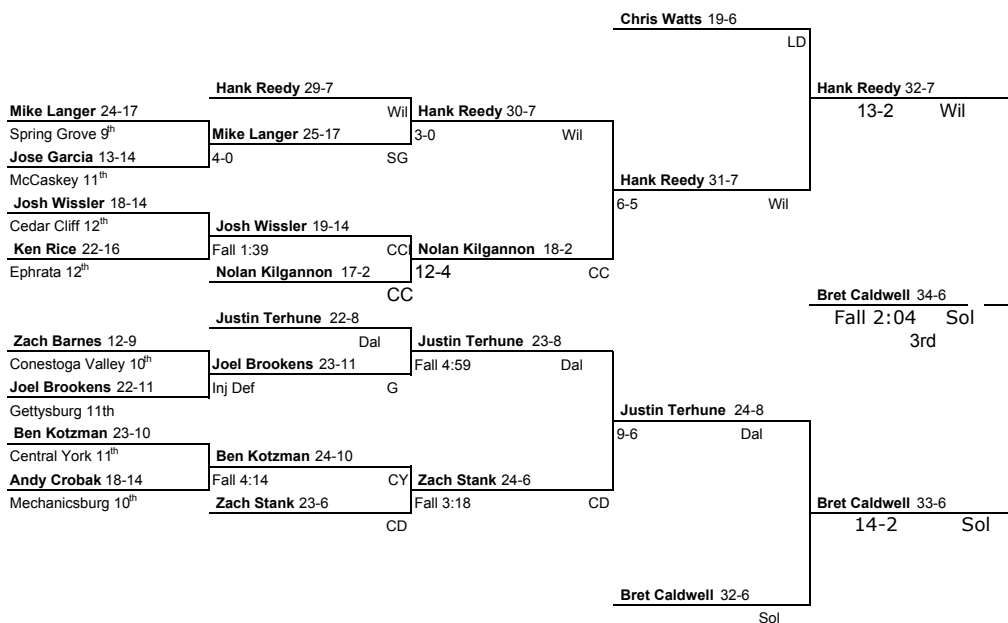 Chris Watts 19-6
LD
Hank Reedy 29-7
Hank Reedy 32-7
Mike Langer 24-17
Wil
Hank Reedy 30-7
13-2 Wil
Spring Grove 9th
Mike Langer 25-17
3-0 Wil
Jose Garcia 13-14
4-0 SG
McCaskey 11th
Hank Reedy 31-7
Josh Wissler 18-14
6-5 Wil
Cedar Cliff 12th
Josh Wissler 19-14
Ken Rice 22-16
Fall 1:39 CCl
Nolan Kilgannon 18-2
Ephrata 12th
Nolan Kilgannon 17-2
12-4 CC
CC
Bret Caldwell 34-6
Justin Terhune 22-8
Fall 2:04 Sol
Zach Barnes 12-9
Dal
Justin Terhune 23-8
3rd
Conestoga Valley 10th
Joel Brookens 23-11
Fall 4:59 Dal
Joel Brookens 22-11
Inj Def G
Gettysburg 11th
Justin Terhune 24-8
Ben Kotzman 23-10
9-6 Dal
Central York 11th
Ben Kotzman 24-10
Andy Crobak 18-14
Fall 4:14 CY
Zach Stank 24-6
Mechanicsburg 10th
Zach Stank 23-6
Fall 3:18 CD
Bret Caldwell 33-6
CD
14-2 Sol
Bret Caldwell 32-6
Sol